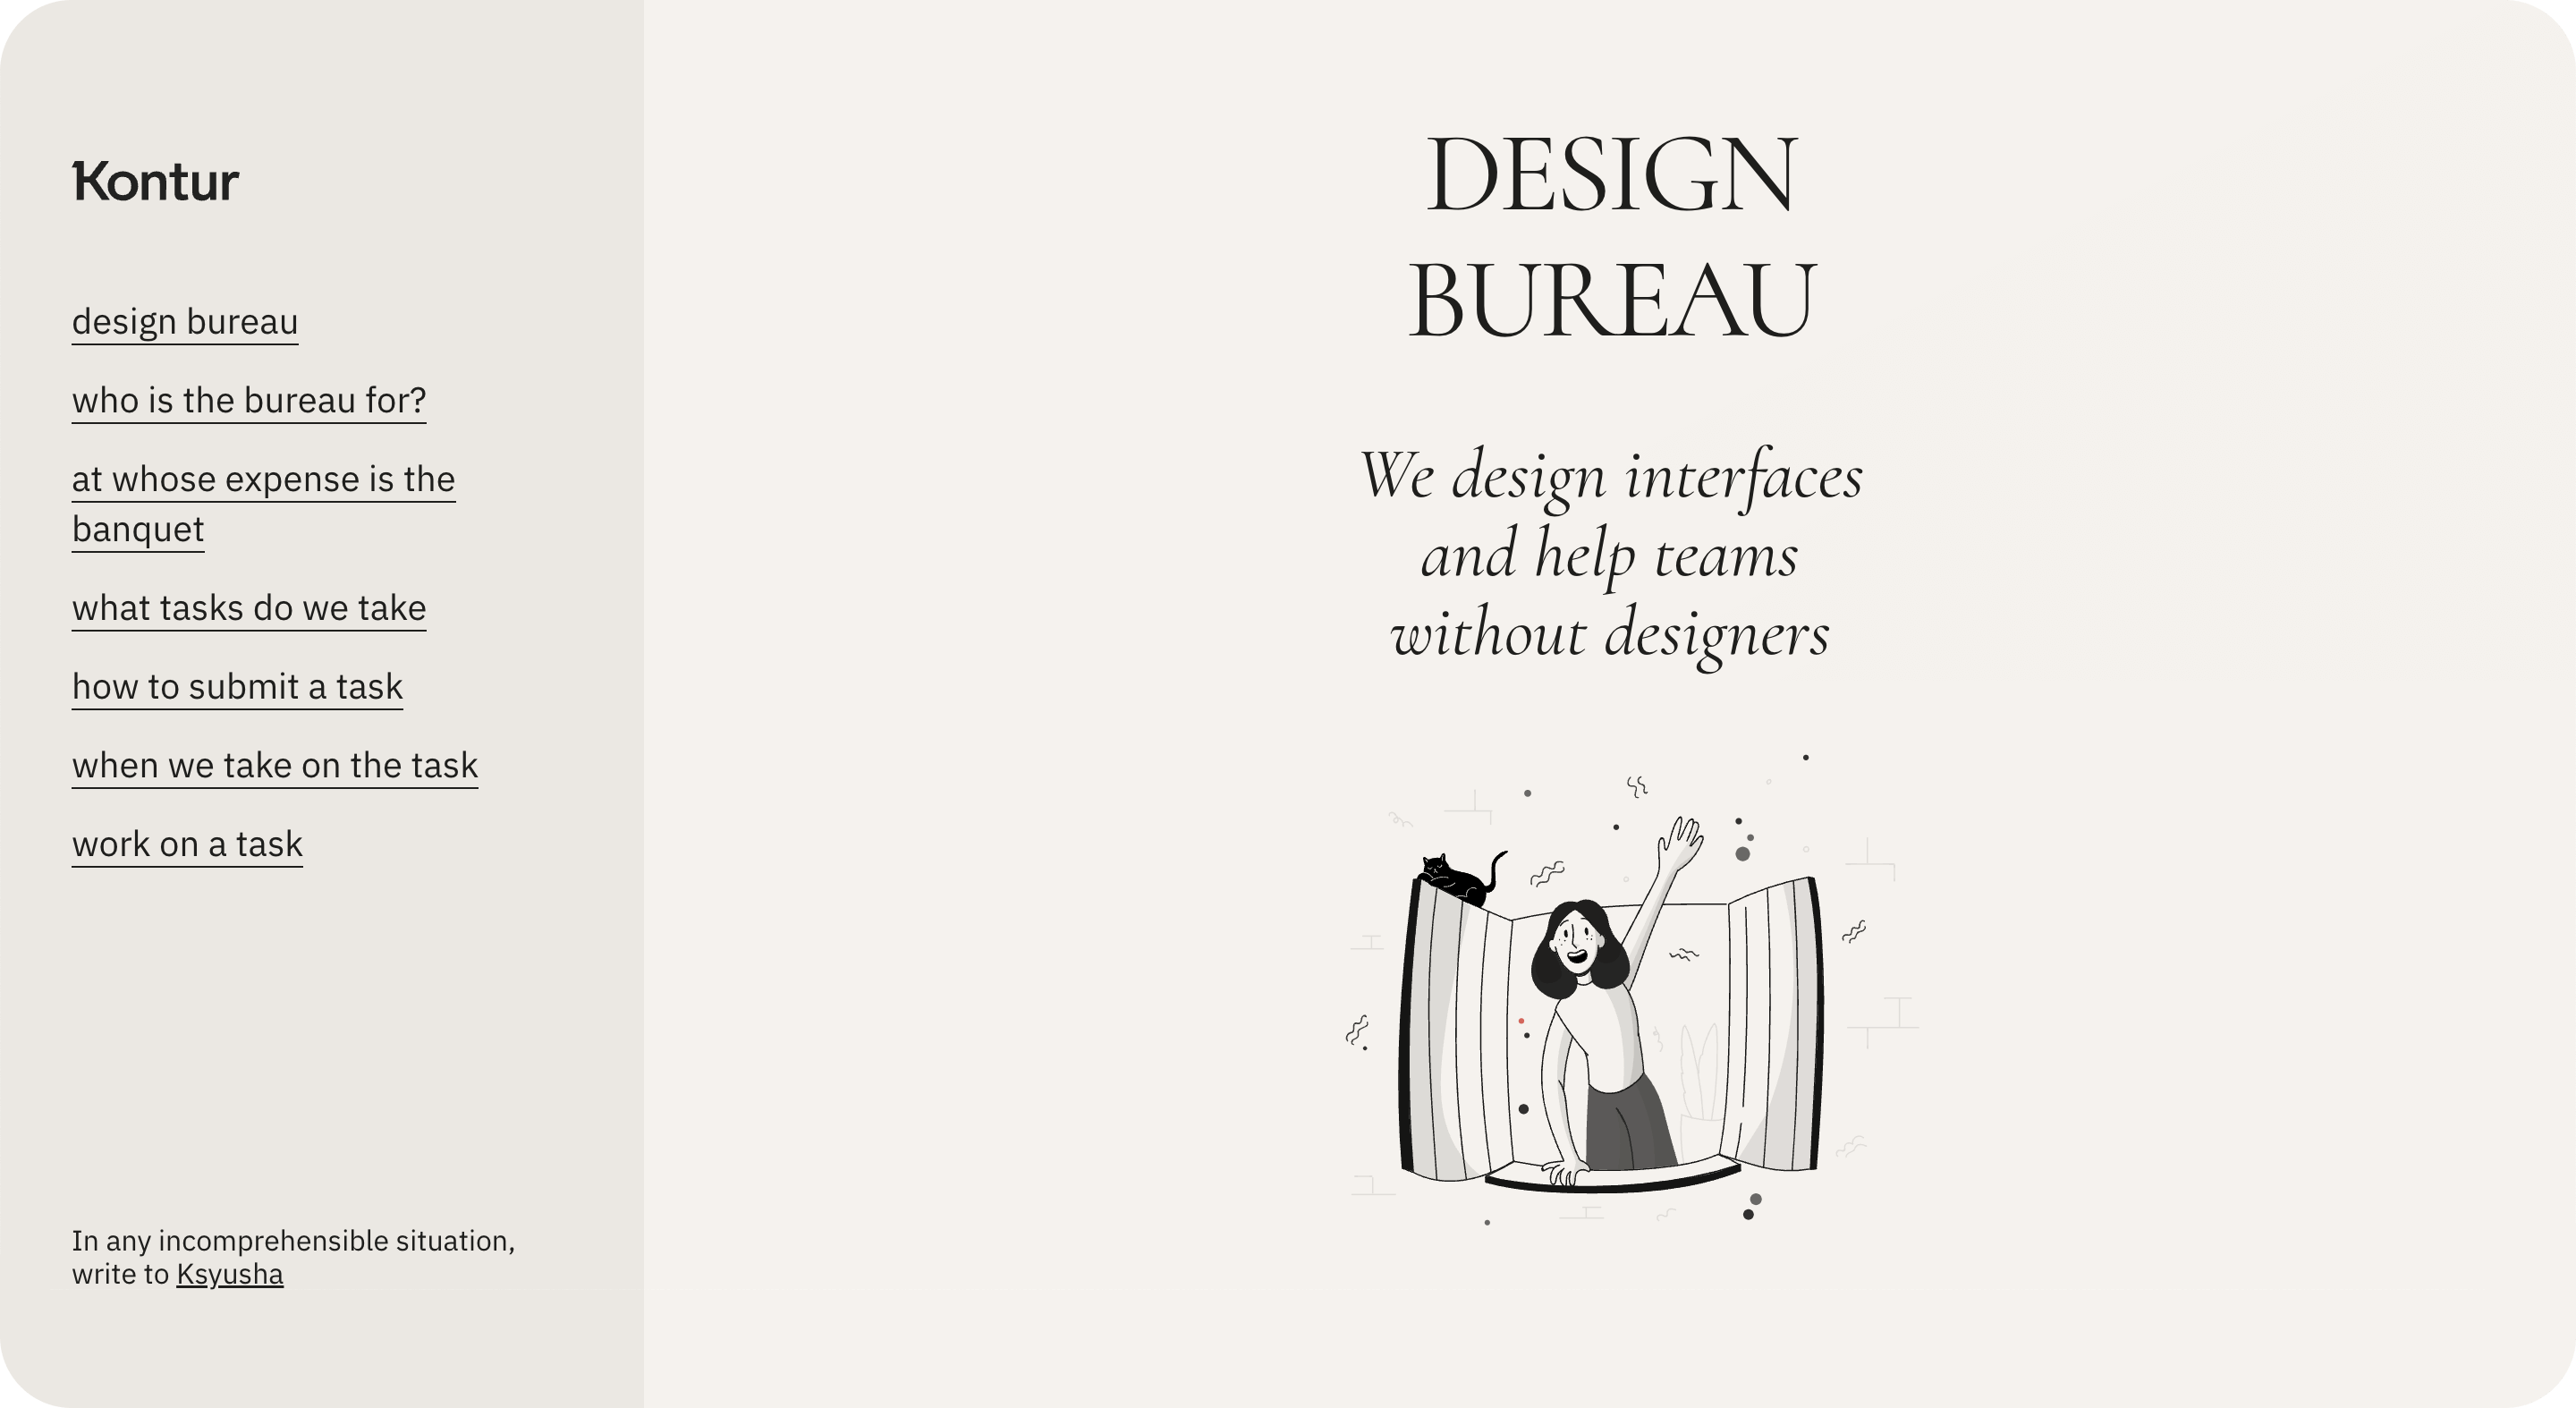 Kontur
design bureau
who is the bureau for?
at whose expense is the
banquet
what tasks do we take
how to submit a task
when we take on the task
work on a task
In any incomprehensible situation,
write to Ksyusha
DESIGN
BUREAU
We design interfaces
and help teams
without designers